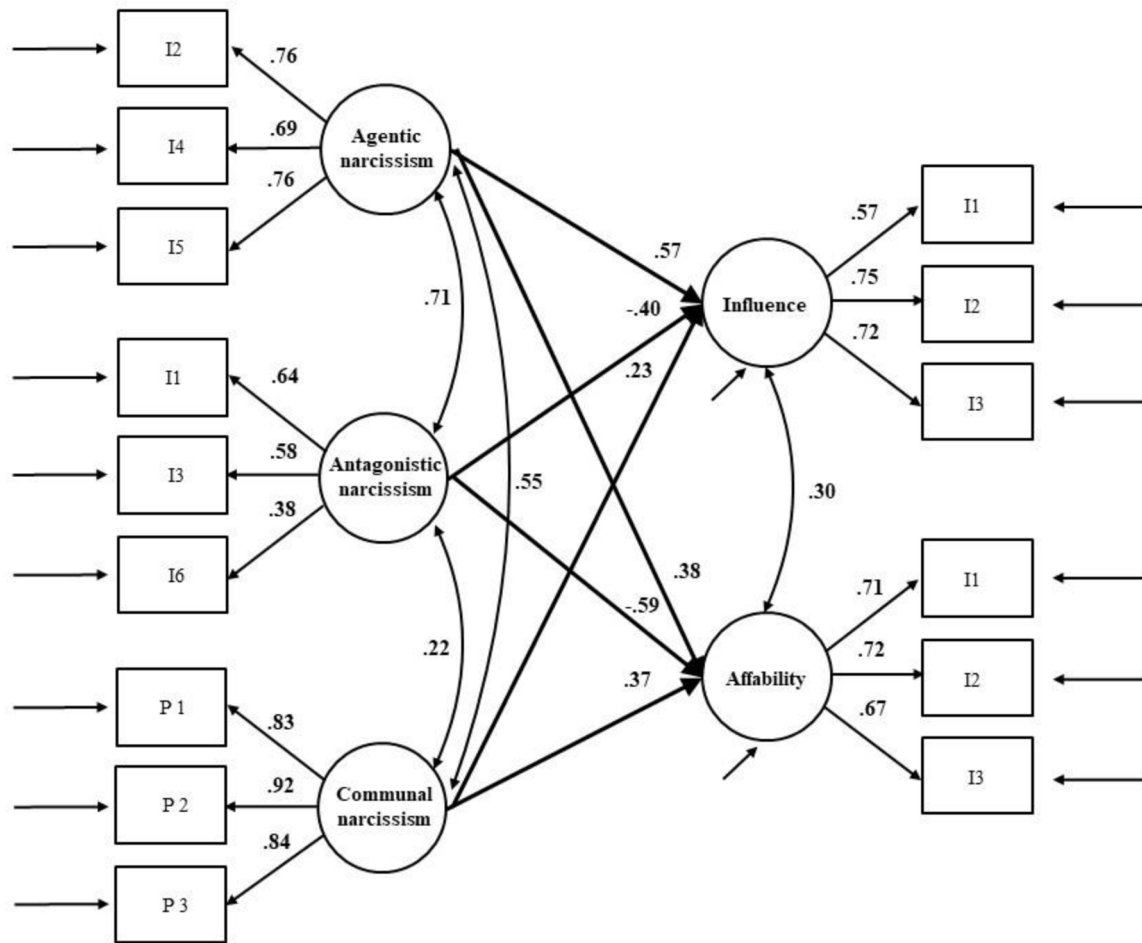 I2
.76
I4
.69
I5
.76
Agentic
narcissism
.71
I1
.64
I3
.58
I6
.38
Antagonistic
narcissism
.22
.55
P 1
.83
P 2
.92
P 3
.84
Communal
narcissism
.57
-.40
.23
.38
-.59
.37
Influence
.30
.57
I1
.75
I2
.72
I3
Affability
.71
I1
.72
I2
.67
I3